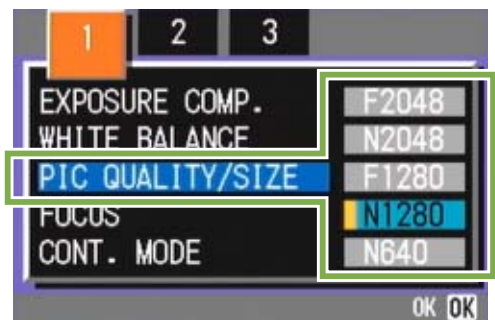 1 2 3
EXPOSURE COMP. F2048
WHITE BALANCE N2048
PIC QUALITY/SIZE F1280
FOCUS N1280
CONT. MODE N640
OK OK